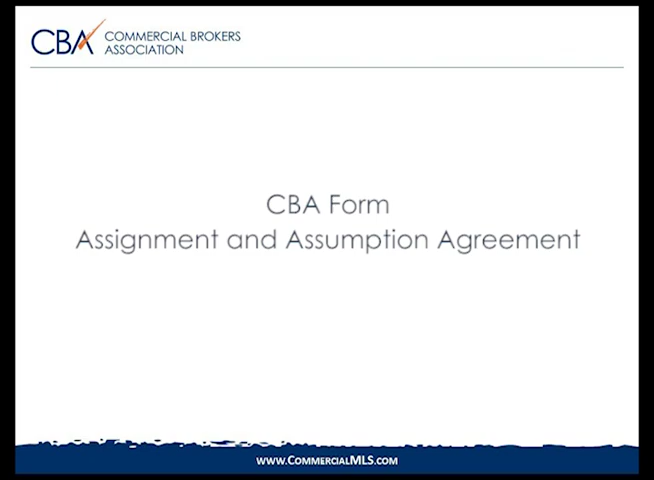 CBA COMMERCIAL BROKERS
ASSOCIATION
CBA Form
Assignment and Assumption Agreement
www.CommercialMLS.com